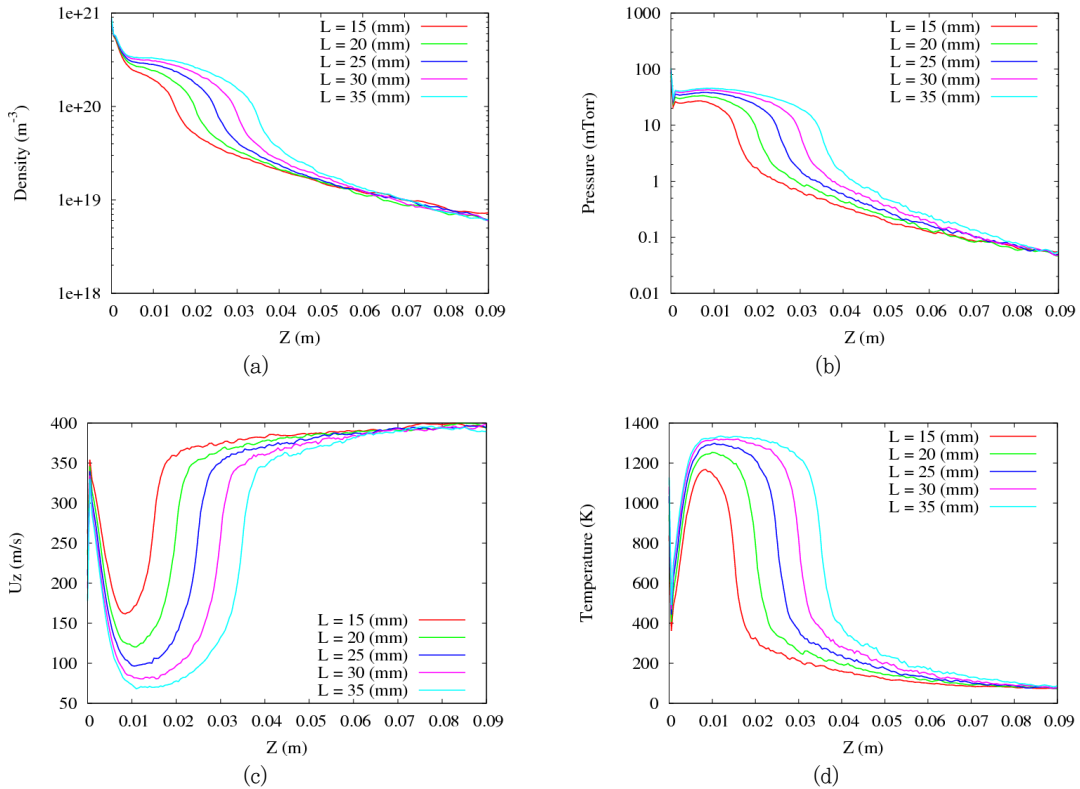 1e+21
1e+20
1e+19
1e+18
Density (m⁻³)
0 0.01 0.02 0.03 0.04 0.05 0.06 0.07 0.08 0.09
Z (m)
L = 15 (mm)
L = 20 (mm)
L = 25 (mm)
L = 30 (mm)
L = 35 (mm)
(a)
1000
100
10
1
0.1
0.01
Pressure (mTorr)
0 0.01 0.02 0.03 0.04 0.05 0.06 0.07 0.08 0.09
Z (m)
L = 15 (mm)
L = 20 (mm)
L = 25 (mm)
L = 30 (mm)
L = 35 (mm)
(b)
400
350
300
250
200
150
100
50
Uz (m/s)
0 0.01 0.02 0.03 0.04 0.05 0.06 0.07 0.08 0.09
Z (m)
L = 15 (mm)
L = 20 (mm)
L = 25 (mm)
L = 30 (mm)
L = 35 (mm)
(c)
1400
1200
1000
800
600
400
200
0
Temperature (K)
0 0.01 0.02 0.03 0.04 0.05 0.06 0.07 0.08 0.09
Z (m)
L = 15 (mm)
L = 20 (mm)
L = 25 (mm)
L = 30 (mm)
L = 35 (mm)
(d)